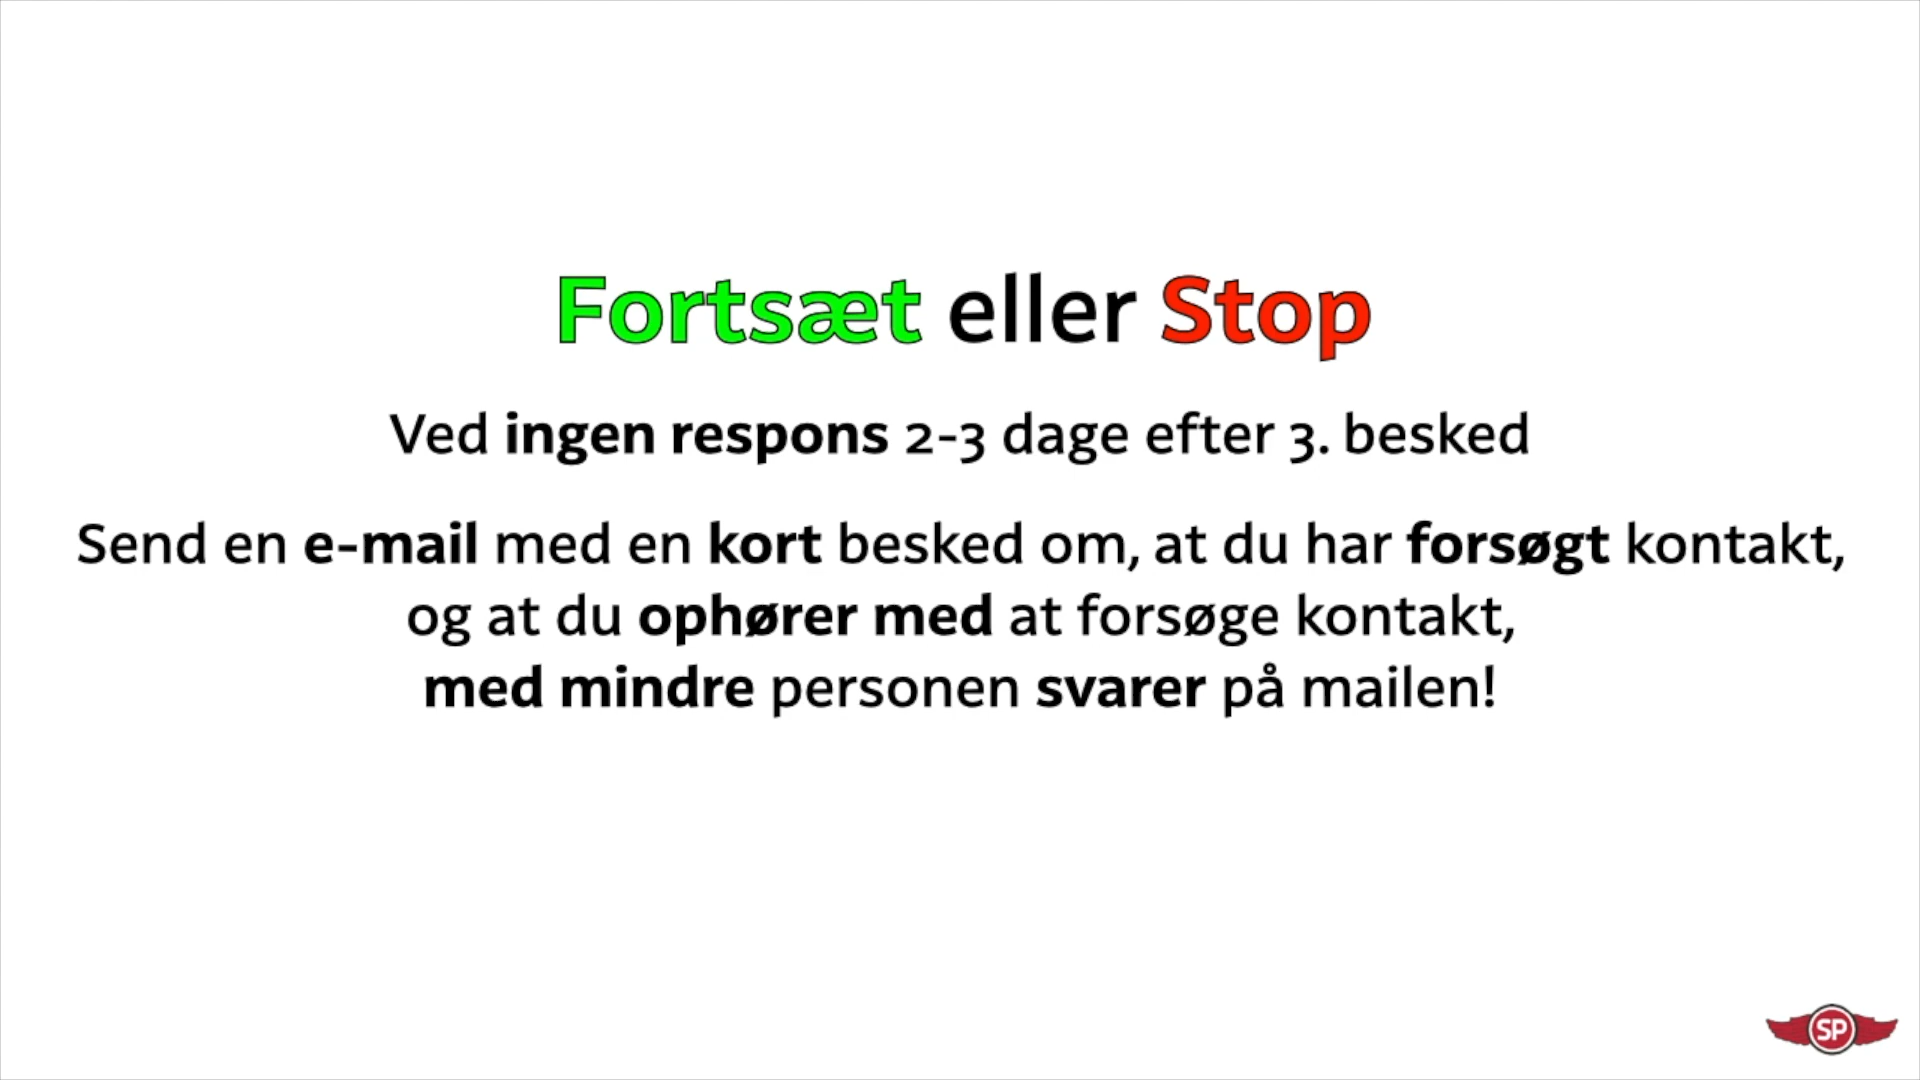 Fortsæt eller Stop
Ved ingen respons 2-3 dage efter 3. besked
Send en e-mail med en kort besked om, at du har forsøgt kontakt,
og at du ophører med at forsøge kontakt,
med mindre personen svarer på mailen!
SP